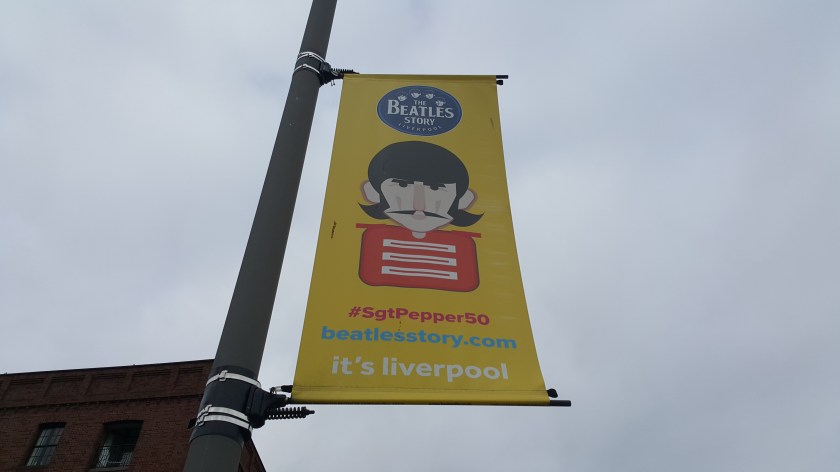 THE
BEATLES
STORY
LIVERPOOL
#SgtPepper50
beatlesstory.com
it's liverpool